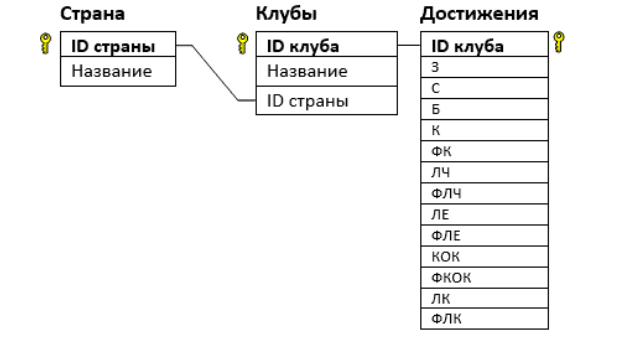 Страна
ID страны
Название
Клубы
ID клуба
Название
ID страны
Достижения
ID клуба
З
С
Б
К
ФК
ЛЧ
ФЛЧ
ЛЕ
ФЛЕ
КОК
ФКОК
ЛК
ФЛК